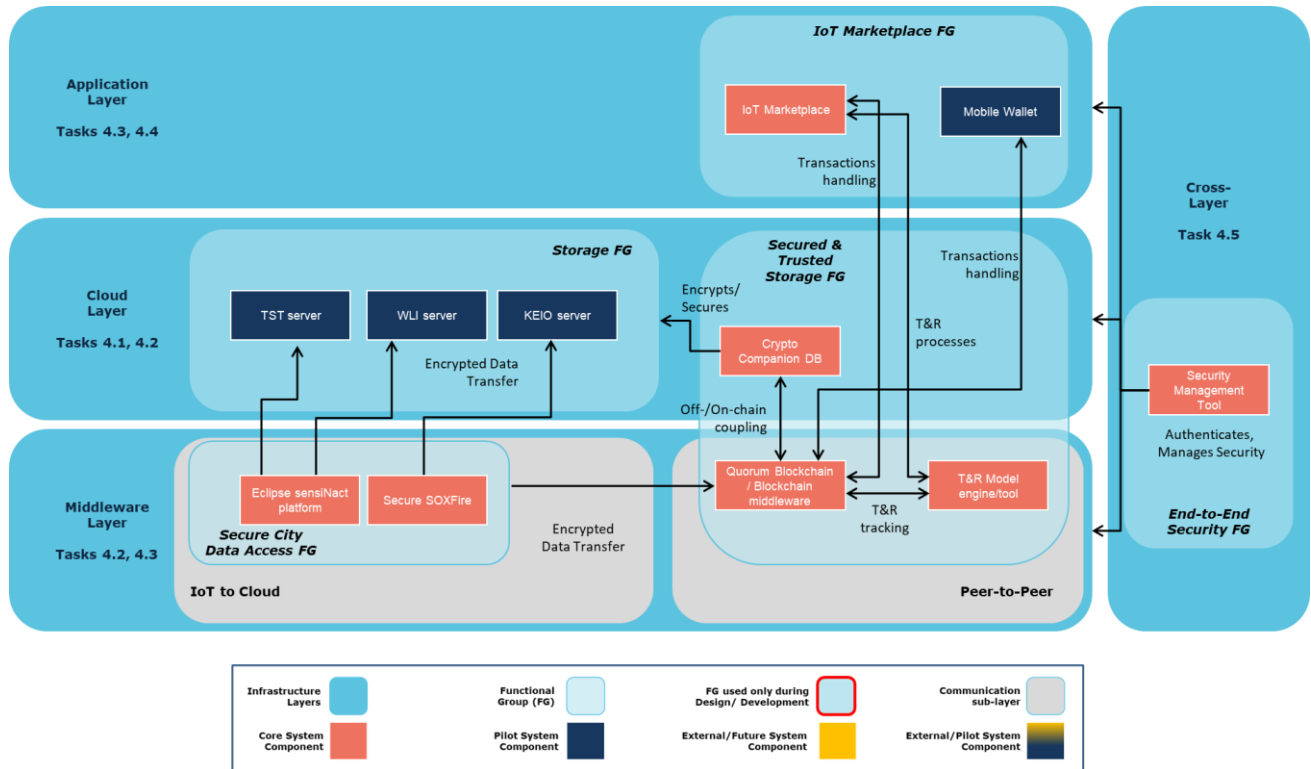 IoT Marketplace FG
Application
Layer
Tasks 4.3, 4.4
IoT Marketplace
Mobile Wallet
Transactions
handling
Cross-
Layer
Task 4.5
Storage FG
Secured &
Trusted
Storage FG
Transactions
handling
Cloud
Layer
Tasks 4.1, 4.2
TST server
WLI server
KEIO server
Encrypts/
Secures
Encrypted Data
Transfer
Crypto
Companion DB
T&R
processes
Off-/On-chain
coupling
Security
Management
Tool
Authenticates,
Manages Security
End-to-End
Security FG
Middleware
Layer
Tasks 4.2, 4.3
Eclipse sensiNact
platform
Secure SOXFire
Secure City
Data Access FG
Encrypted
Data Transfer
Quorum Blockchain
/ Blockchain
middleware
T&R
tracking
T&R Model
engine/tool
IoT to Cloud
Peer-to-Peer
Infrastructure
Layers
Functional
Group (FG)
FG used only during
Design/ Development
Communication
sub-layer
Core System
Component
Pilot System
Component
External/Future System
Component
External/Pilot System
Component